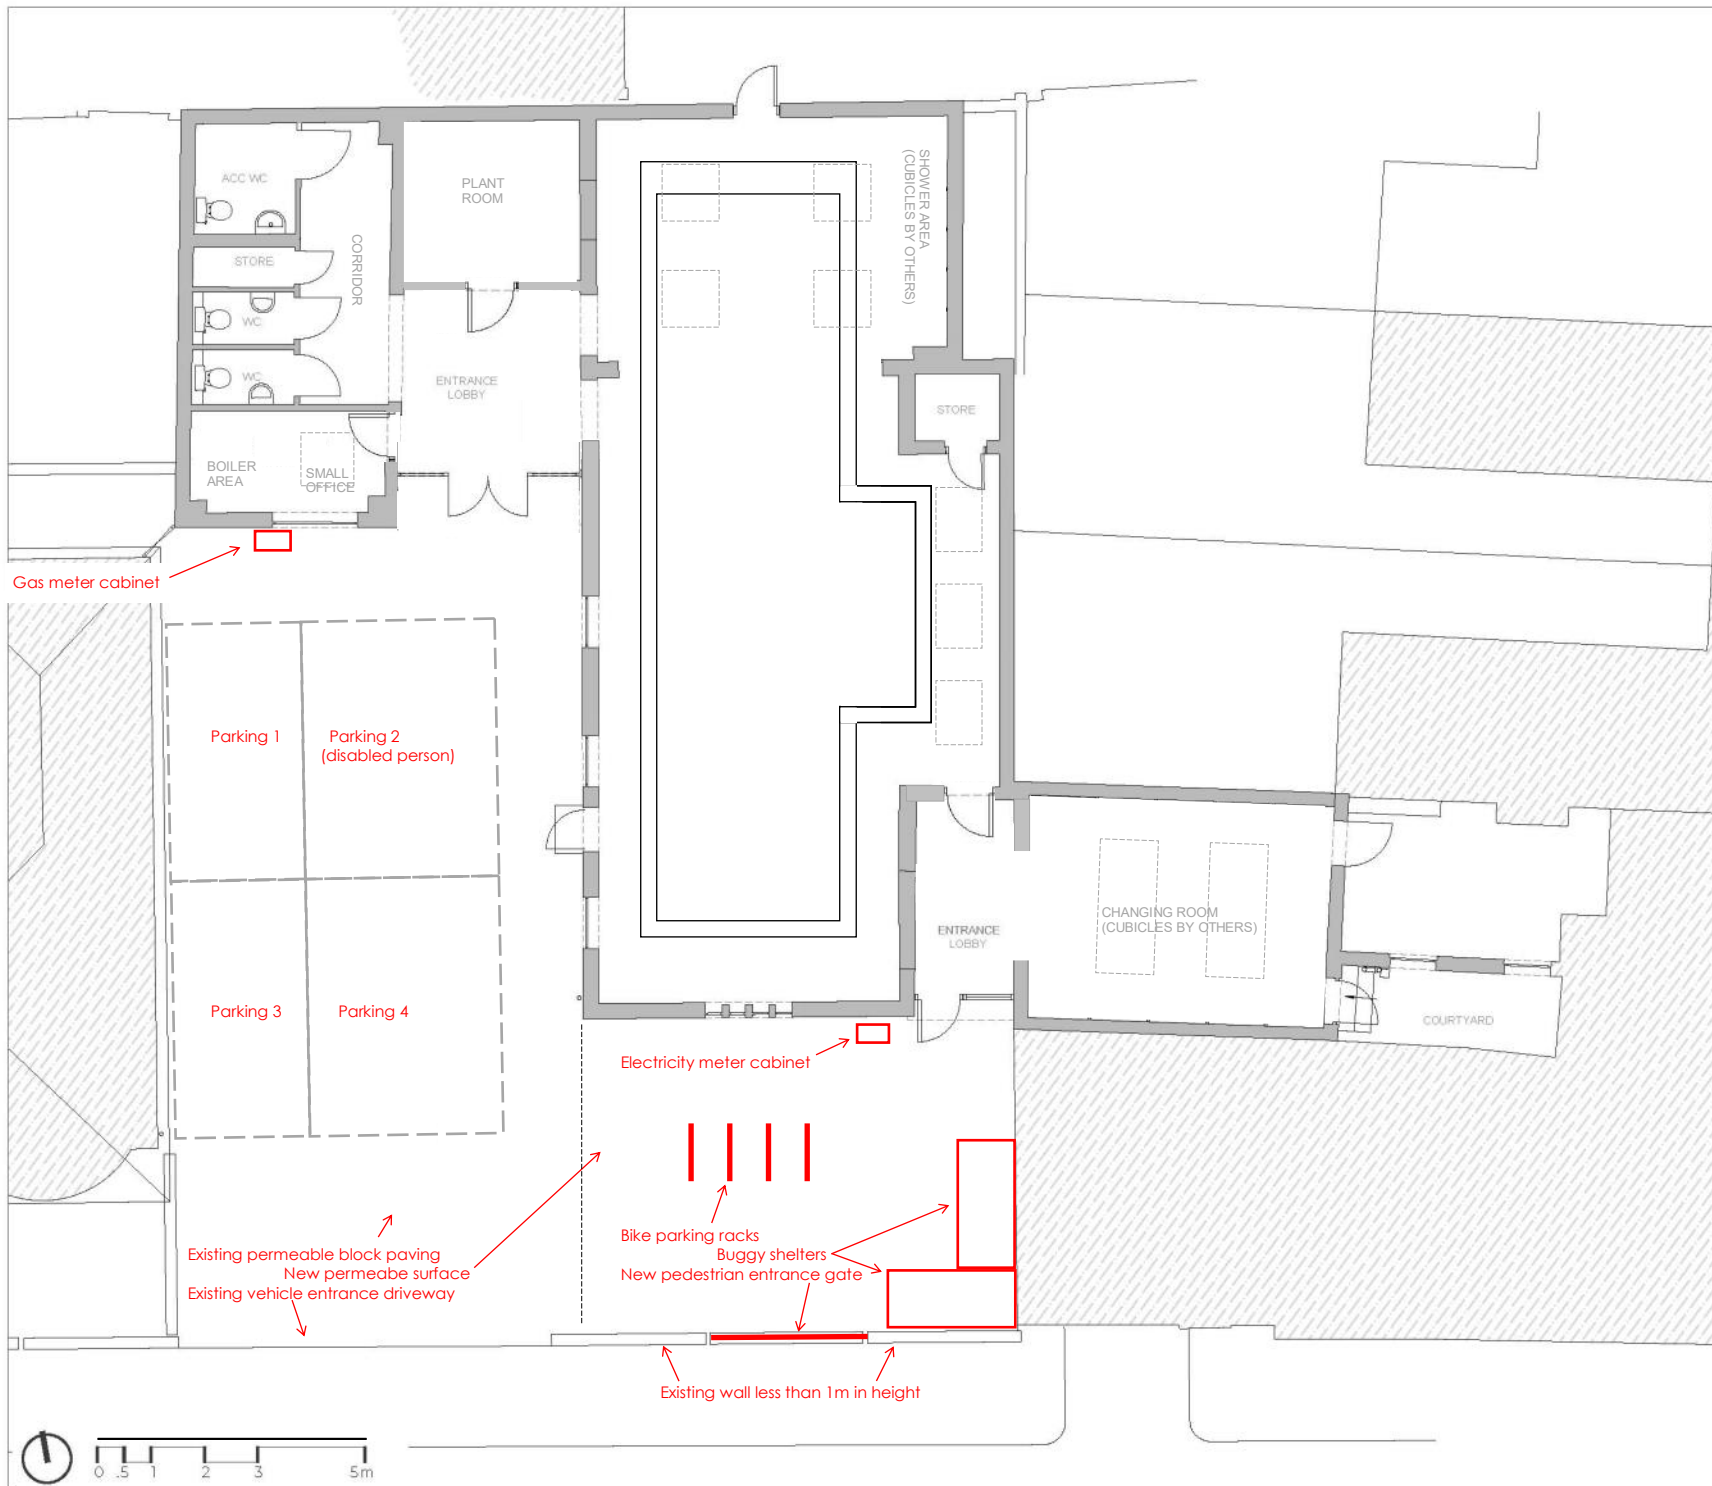 ACC WC
PLANT
ROOM
SHOWER AREA
(CUBICLES BY OTHERS)
CORRIDOR
STORE
WC
WC
ENTRANCE
LOBBY
STORE
BOILER
AREA
SMALL
OFFICE
Gas meter cabinet
Parking 1
Parking 2
(disabled person)
CHANGING ROOM
(CUBICLES BY OTHERS)
ENTRANCE
LOBBY
Parking 3
Parking 4
COURTYARD
Electricity meter cabinet
Bike parking racks
Buggy shelters
New pedestrian entrance gate
Existing permeable block paving
New permeabe surface
Existing vehicle entrance driveway
Existing wall less than 1m in height
0 .5 1 2 3 5m